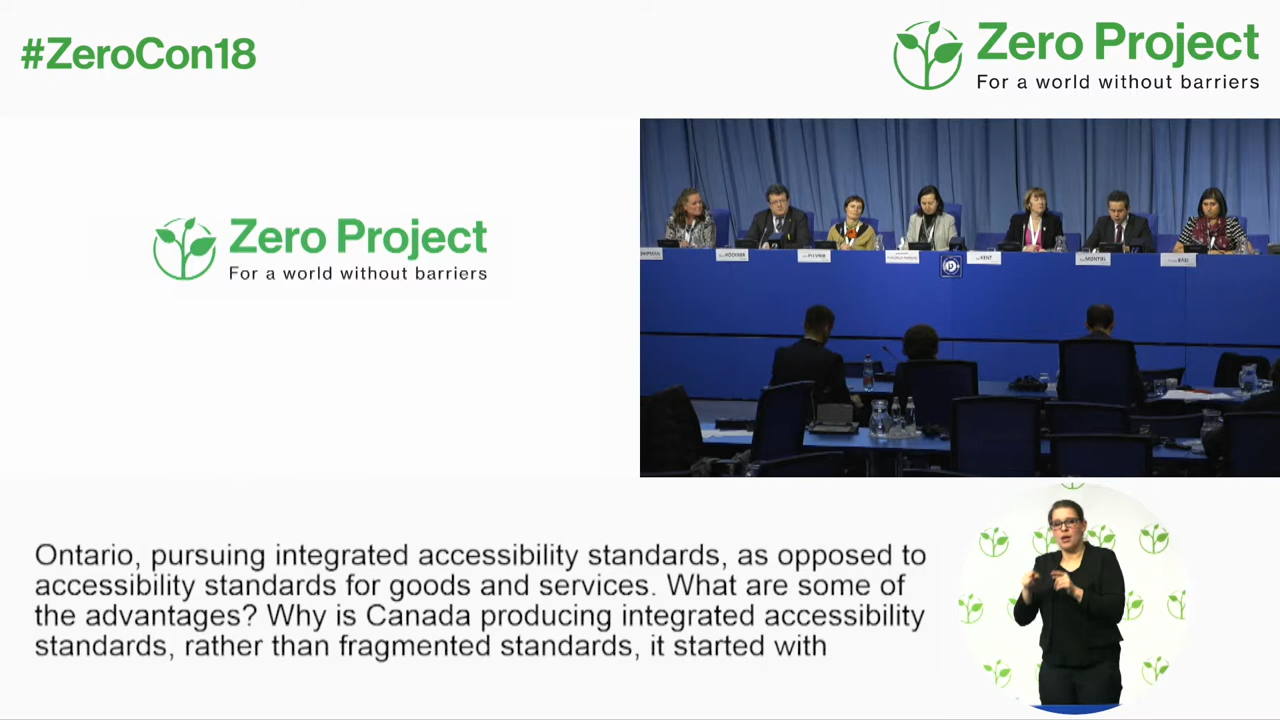 #ZeroCon18
Zero Project
For a world without barriers
Zero Project
For a world without barriers
KENT
MONTIEL
Ontario, pursuing integrated accessibility standards, as opposed to
accessibility standards for goods and services. What are some of
the advantages? Why is Canada producing integrated accessibility
standards, rather than fragmented standards, it started with